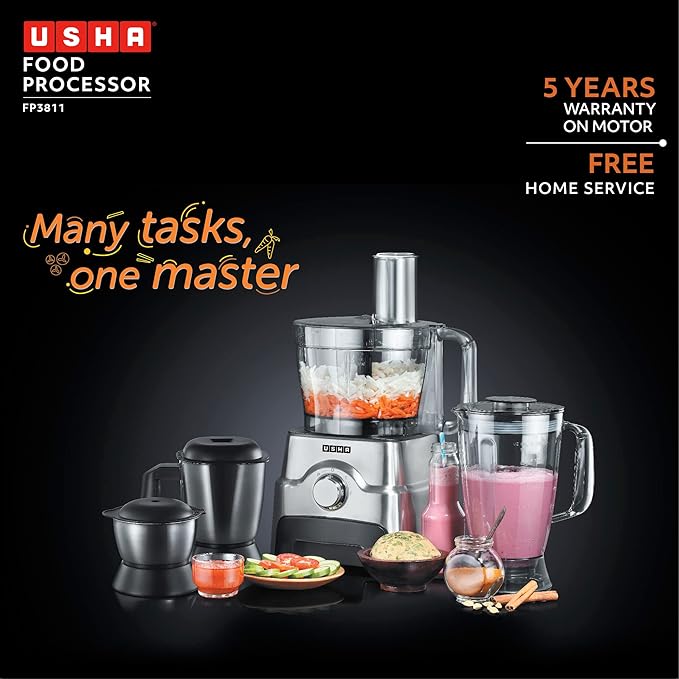 USHA
FOOD
PROCESSOR
FP3811
5 YEARS
WARRANTY
ON MOTOR
FREE
HOME SERVICE
Many tasks,
one master
USHA